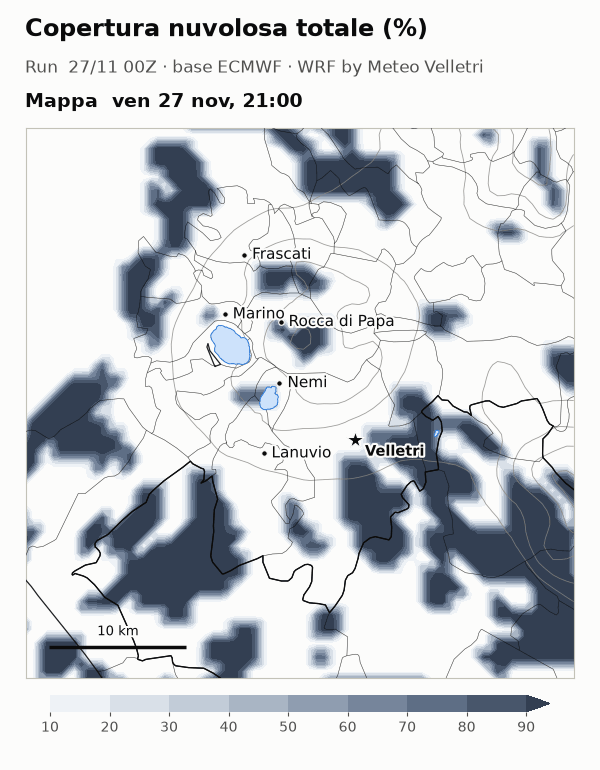 Copertura nuvolosa totale (%)
Run  27/11 00Z · base ECMWF · WRF by Meteo Velletri
Mappa  ven 27 nov, 21:00
Frascati
Marino
Rocca di Papa
Nemi
Velletri
Lanuvio
10 km
10 20 30 40 50 60 70 80 90